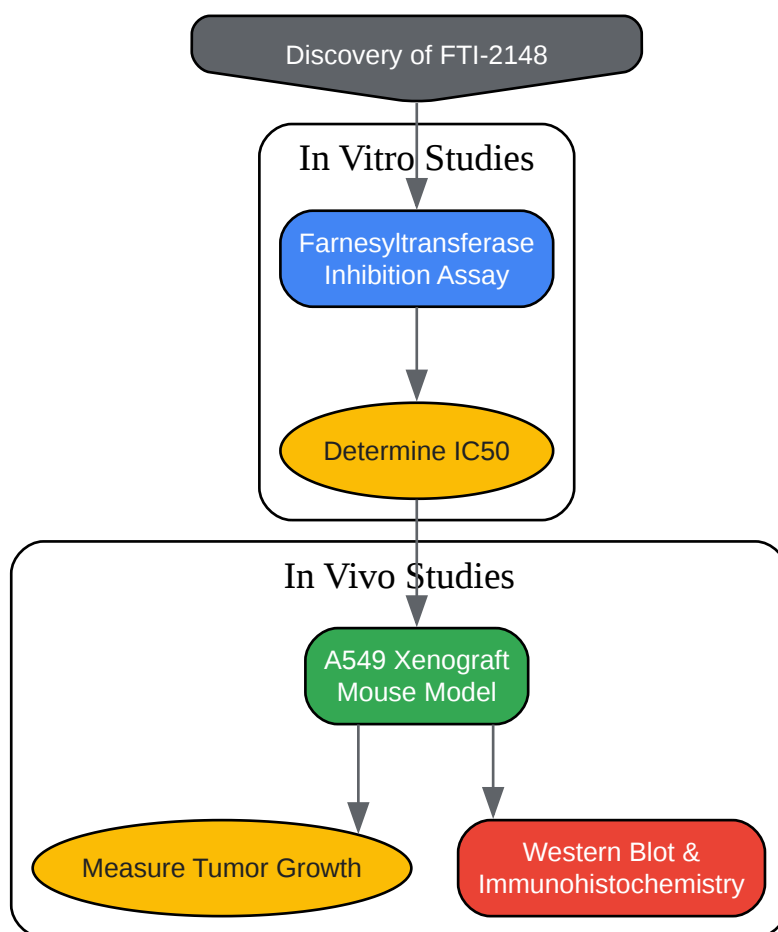 Discovery of FTI-2148
In Vitro Studies
Farnesyltransferase
Inhibition Assay
Determine IC50
In Vivo Studies
A549 Xenograft
Mouse Model
Measure Tumor Growth
Western Blot &
Immunohistochemistry